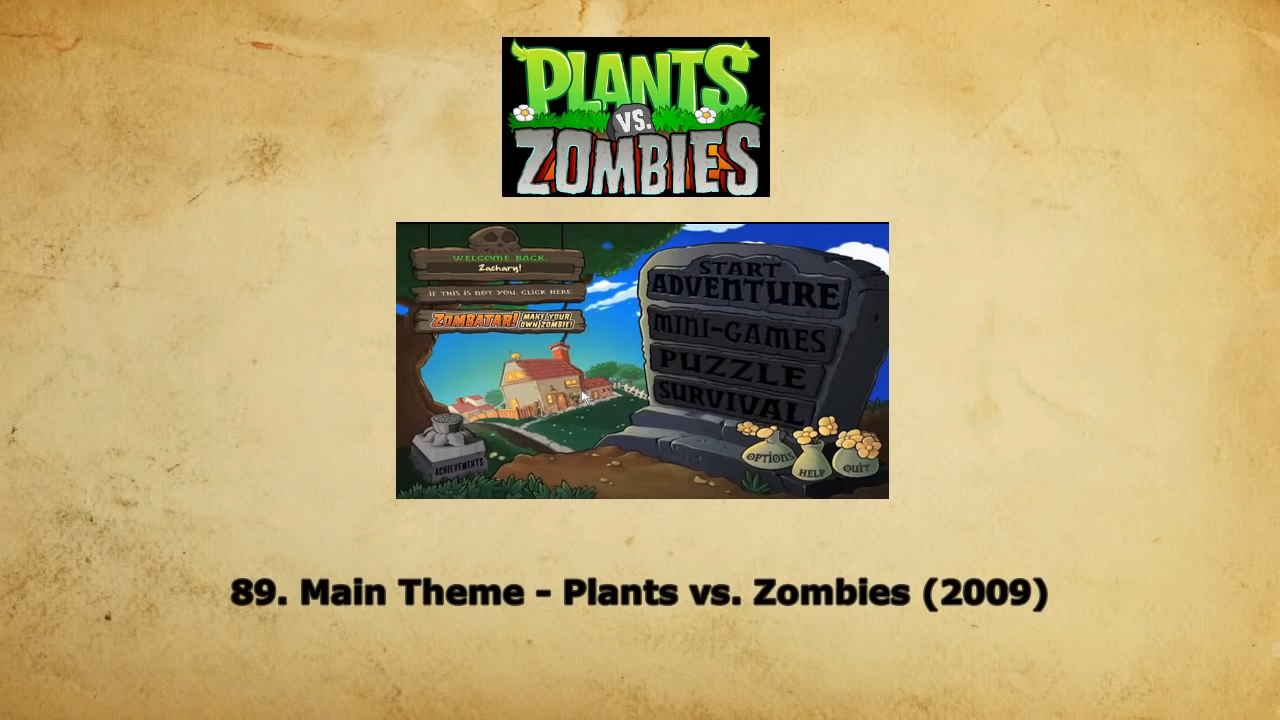 PLANTS
VS.
ZOMBIES
WELCOME BACK,
Zachary!
IF THIS IS NOT YOU, CLICK HERE.
ZOMBATAR! MAKE YOUR
OWN ZOMBIE!
START
ADVENTURE
MINI-GAMES
PUZZLE
SURVIVAL
ACHIEVEMENTS
OPTIONS
HELP
QUIT
89. Main Theme - Plants vs. Zombies (2009)